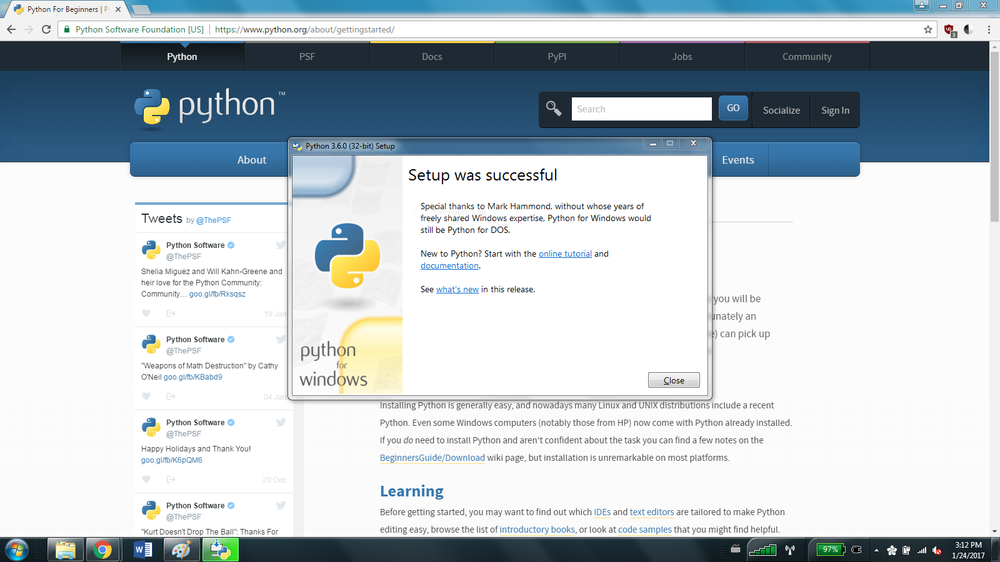 Python For Beginners | Py
Python Software Foundation [US]
https://www.python.org/about/gettingstarted/
3
Python
PSF
Docs
PyPI
Jobs
Community
python™
Search
GO
Socialize
Sign In
About
Events
Python 3.6.0 (32-bit) Setup
Setup was successful
Special thanks to Mark Hammond, without whose years of
freely shared Windows expertise, Python for Windows would
still be Python for DOS.
New to Python? Start with the online tutorial and
documentation.
See what's new in this release.
python
for
windows
Close
Tweets by @ThePSF
Python Software
@ThePSF
Shelia Miguez and Will Kahn-Greene and
heir love for the Python Community:
Community… goo.gl/fb/Rksqsz
19 Jan
Python Software
@ThePSF
"Weapons of Math Destruction" by Cathy
O'Neil goo.gl/fb/KBabd9
04 Jan
Python Software
@ThePSF
Happy Holidays and Thank You!
goo.gl/fb/K6pQM6
20 Dec
Python Software
@ThePSF
"Kurt Doesn't Drop The Ball": Thanks For
you will be
unately an
e) can pick up
Installing Python is generally easy, and nowadays many Linux and UNIX distributions include a recent
Python. Even some Windows computers (notably those from HP) now come with Python already installed.
If you do need to install Python and aren't confident about the task you can find a few notes on the
BeginnersGuide/Download wiki page, but installation is unremarkable on most platforms.
Learning
Before getting started, you may want to find out which IDEs and text editors are tailored to make Python
editing easy, browse the list of introductory books, or look at code samples that you might find helpful.
97%
3:12 PM
1/24/2017